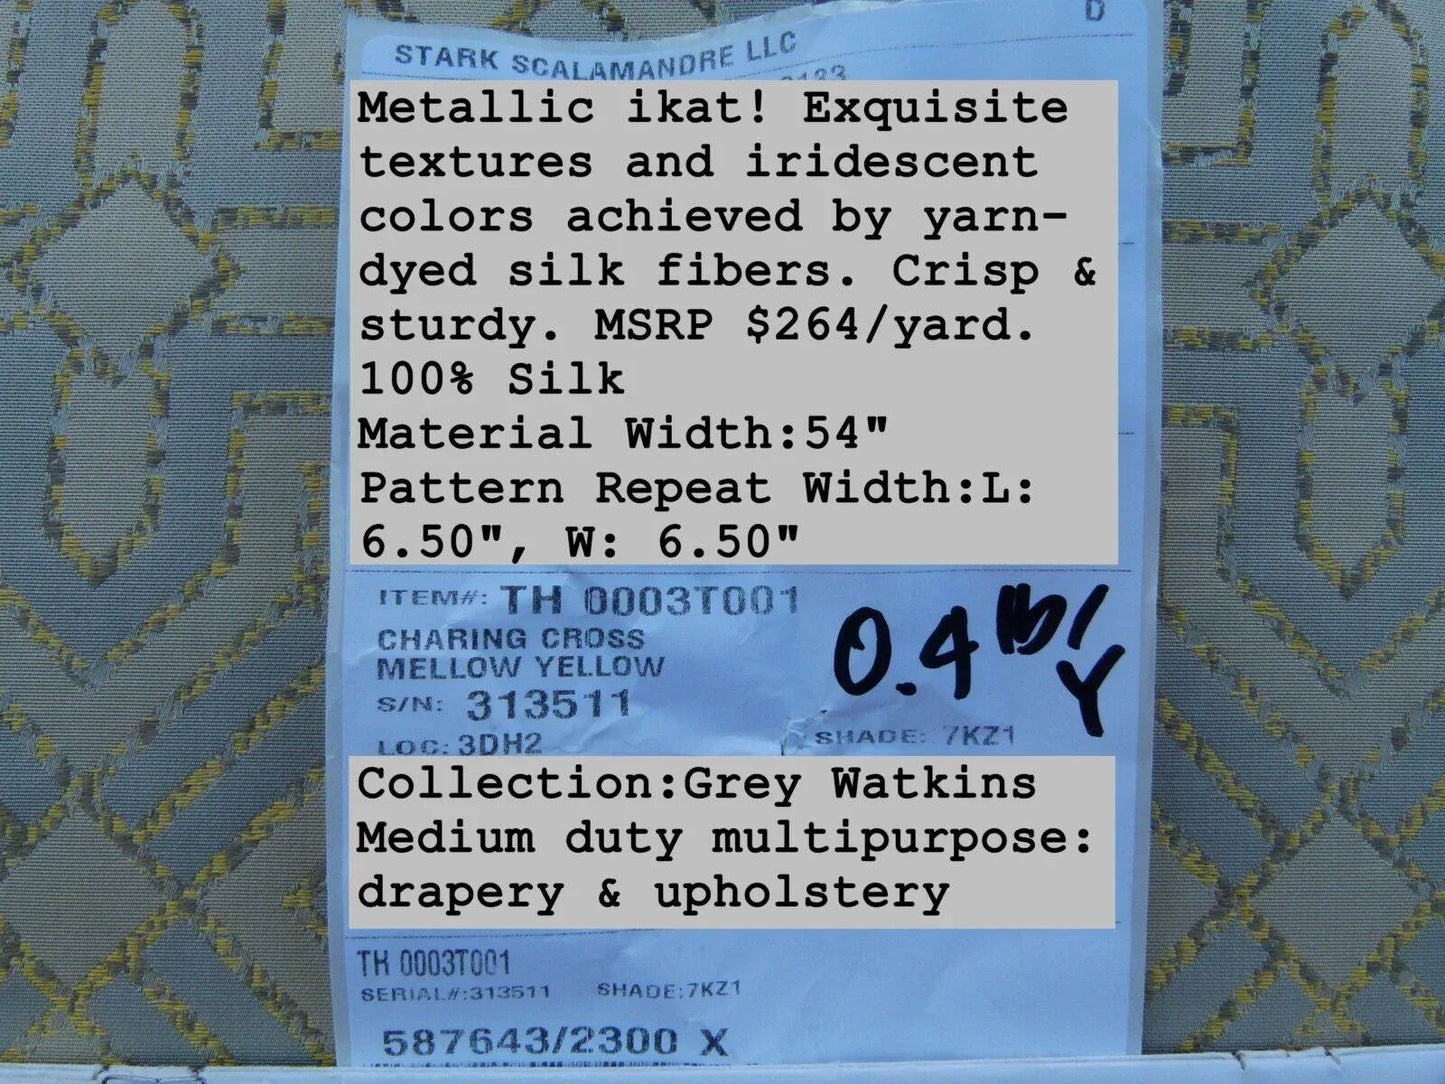 D
STARK SCALAMANDRE LLC
Metallic ikat! Exquisite
textures and iridescent
colors achieved by yarn-
dyed silk fibers. Crisp &
sturdy. MSRP $264/yard.
100% Silk
Material Width:54"
Pattern Repeat Width:L:
6.50", W: 6.50"
ITEM#: TH 0003T001
0.4 lb/Y
CHARING CROSS
MELLOW YELLOW
S/N: 313511
LOC: 3DH2 SHADE: 7KZ1
Collection:Grey Watkins
Medium duty multipurpose:
drapery & upholstery
TH 0003T001
SERIAL#:313511 SHADE:7KZ1
587643/2300 X